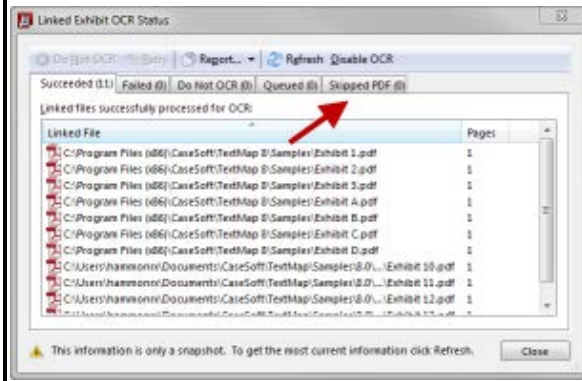 Linked Exhibit OCR Status
Do Not OCR Retry Report... Refresh Disable OCR
Succeeded (11) Failed (0) Do Not OCR (0) Queued (0) Skipped PDF (0)
Linked files successfully processed for OCR:
Linked File Pages
C:\Program Files (x86)\CaseSoft\TextMap 8\Samples\Exhibit 1.pdf 1
C:\Program Files (x86)\CaseSoft\TextMap 8\Samples\Exhibit 2.pdf 1
C:\Program Files (x86)\CaseSoft\TextMap 8\Samples\Exhibit 3.pdf 1
C:\Program Files (x86)\CaseSoft\TextMap 8\Samples\Exhibit A.pdf 1
C:\Program Files (x86)\CaseSoft\TextMap 8\Samples\Exhibit B.pdf 1
C:\Program Files (x86)\CaseSoft\TextMap 8\Samples\Exhibit C.pdf 1
C:\Program Files (x86)\CaseSoft\TextMap 8\Samples\Exhibit D.pdf 1
C:\Users\hammonrr\Documents\CaseSoft\TextMap\Samples\8.0\...\Exhibit 10.pdf 1
C:\Users\hammonrr\Documents\CaseSoft\TextMap\Samples\8.0\...\Exhibit 11.pdf 1
C:\Users\hammonrr\Documents\CaseSoft\TextMap\Samples\8.0\...\Exhibit 12.pdf 1
This information is only a snapshot. To get the most current information click Refresh. Close